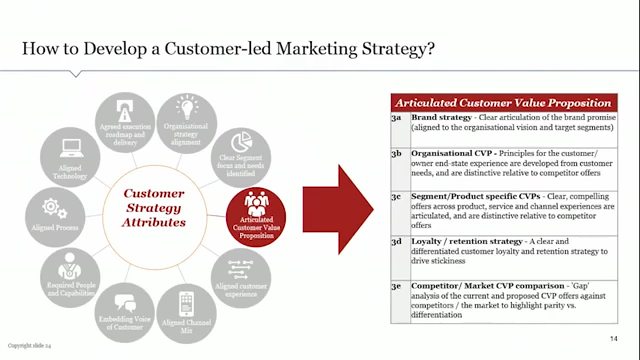 How to Develop a Customer-led Marketing Strategy?
Agreed execution
roadmap and
delivery
Organisational
strategy
alignment
Clear Segment
focus and needs
identified
Articulated
Customer Value
Proposition
Aligned customer
experience
Aligned Channel
Mix
Embedding Voice
of Customer
Required People
and Capabilities
Aligned Process
Aligned
Technology
Customer
Strategy
Attributes
Articulated Customer Value Proposition
3a Brand strategy - Clear articulation of the brand promise
(aligned to the organisational vision and target segments)
3b Organisational CVP - Principles for the customer/
owner end-state experience are developed from customer
needs, and are distinctive relative to competitor offers
3c Segment/Product specific CVPs - Clear, compelling
offers across product, service and channel experiences are
articulated, and are distinctive relative to competitor
offers
3d Loyalty / retention strategy - A clear and
differentiated customer loyalty and retention strategy to
drive stickiness
3e Competitor/ Market CVP comparison - 'Gap'
analysis of the current and proposed CVP offers against
competitors / the market to highlight parity vs.
differentiation
Copyright slide 24
14